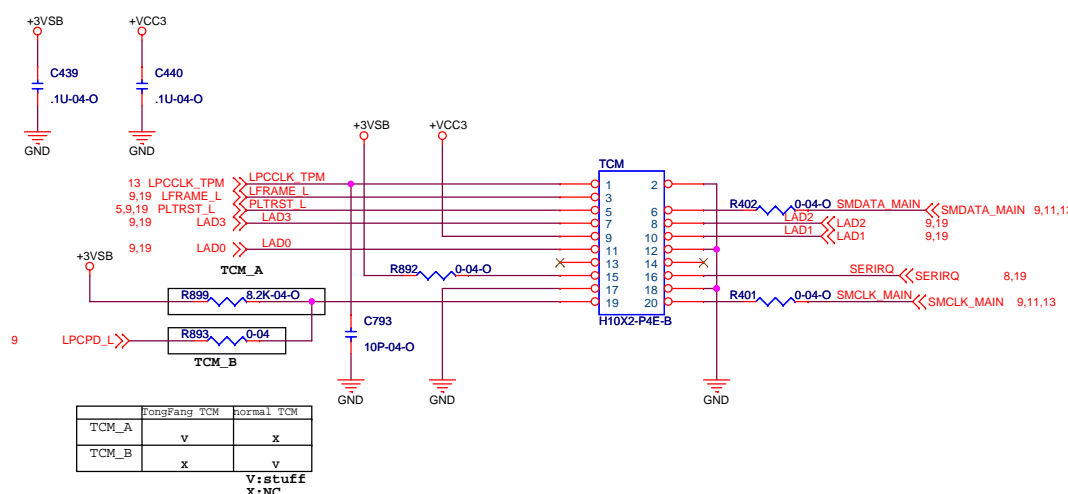 +3VSB
+VCC3
C439
.1U-04-O
C440
.1U-04-O
GND
GND
+3VSB
+VCC3
TCM
13 LPCCLK_TPM LPCCLK_TPM
9,19 LFRAME_L LFRAME_L
5,9,19 PLTRST_L PLTRST_L
9,19 LAD3 LAD3
9,19 LAD0 LAD0
1 2
3
5 6
7 8
9 10
11 12
13 14
15 16
17 18
19 20
H10X2-P4E-B
R402 0-04-O SMDATA_MAIN SMDATA_MAIN 9,11,13
LAD2 LAD2 9,19
LAD1 LAD1 9,19
SERIRQ SERIRQ 8,19
R401 0-04-O SMCLK_MAIN SMCLK_MAIN 9,11,13
R892 0-04-O
+3VSB
TCM_A
R899 8.2K-04-O
9 LPCPD_L
R893 0-04
TCM_B
C793
10P-04-O
GND
GND
GND
TongFang TCM normal TCM
TCM_A v x
TCM_B x v
V:stuff
X:NC